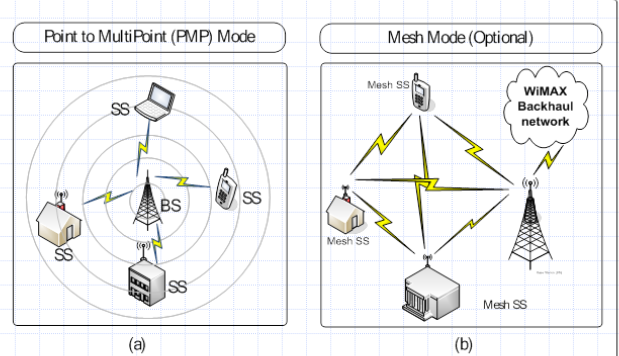 Point to MultiPoint (PMP) Mode
Mesh Mode (Optional)
SS
SS
BS
SS
SS
Mesh SS
WiMAX
Backhaul
network
Mesh SS
Mesh SS
(a)
(b)